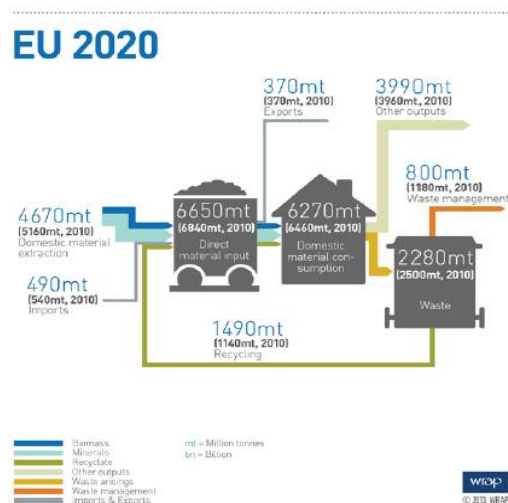 EU 2020
370mt
(370mt, 2010)
Exports
3990mt
(3960mt, 2010)
Other outputs
800mt
(1180mt, 2010)
Waste management
4670mt
(5160mt, 2010)
Domestic material
extraction
6650mt
(6840mt, 2010)
Direct
material input
6270mt
(6460mt, 2010)
Domestic
material con-
sumption
2280mt
(2500mt, 2010)
Waste
490mt
(540mt, 2010)
Imports
1490mt
(1140mt, 2010)
Recycling
Biomass
Minerals
Recyclate
Other outputs
Waste arisings
Waste management
Imports & Exports
mt = Million tonnes
bn = Billion
wrap
© 2013 WRAP